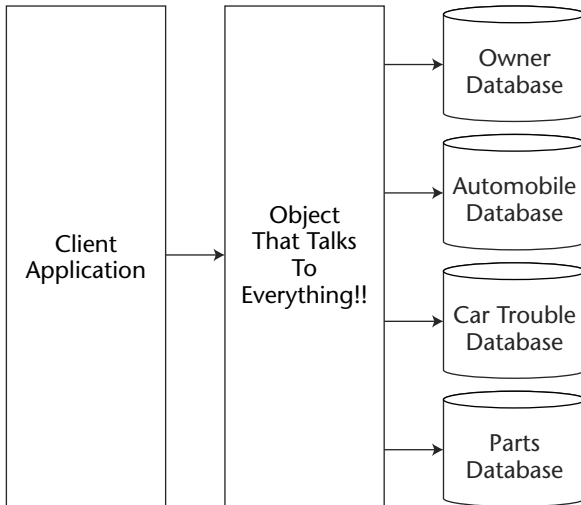 Client
Application
Object
That Talks
To
Everything!!
Owner
Database
Automobile
Database
Car Trouble
Database
Parts
Database